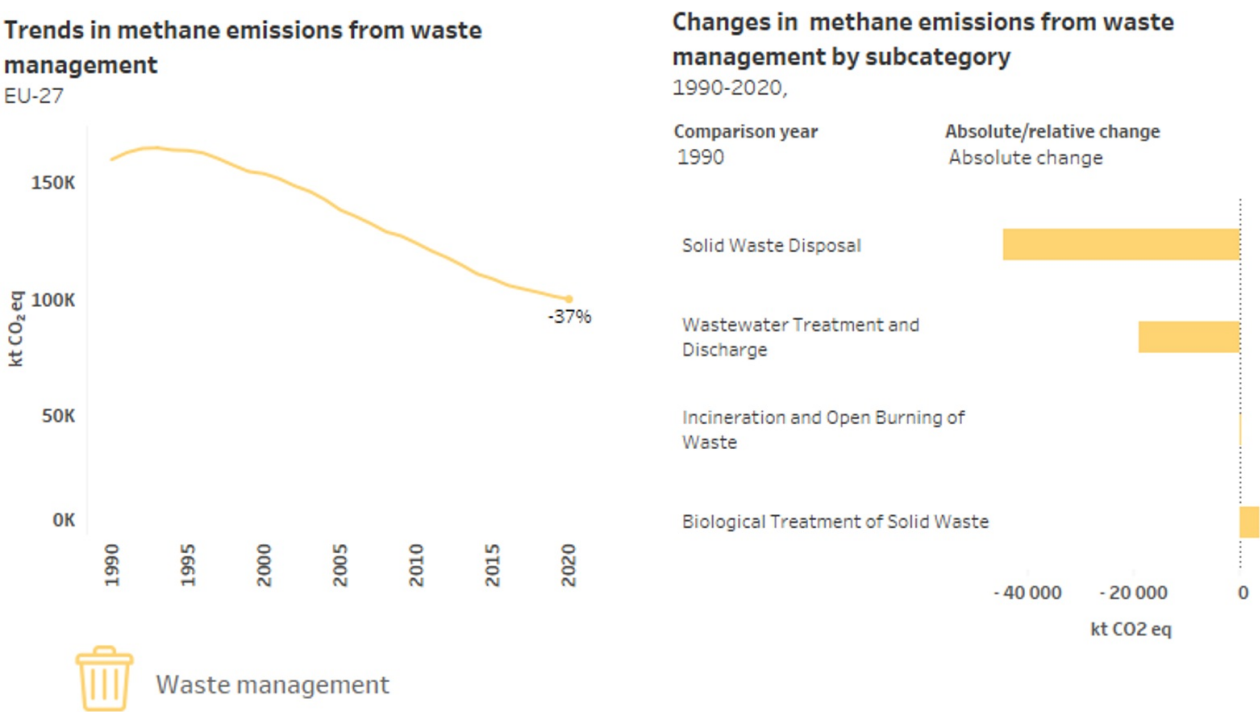 Trends in methane emissions from waste
management
EU-27
150K
100K
50K
0K
kt CO₂ eq
-37%
1990
1995
2000
2005
2010
2015
2020
Waste management
Changes in methane emissions from waste
management by subcategory
1990-2020,
Comparison year
1990
Absolute/relative change
Absolute change
Solid Waste Disposal
Wastewater Treatment and
Discharge
Incineration and Open Burning of
Waste
Biological Treatment of Solid Waste
- 40 000
- 20 000
0
kt CO2 eq